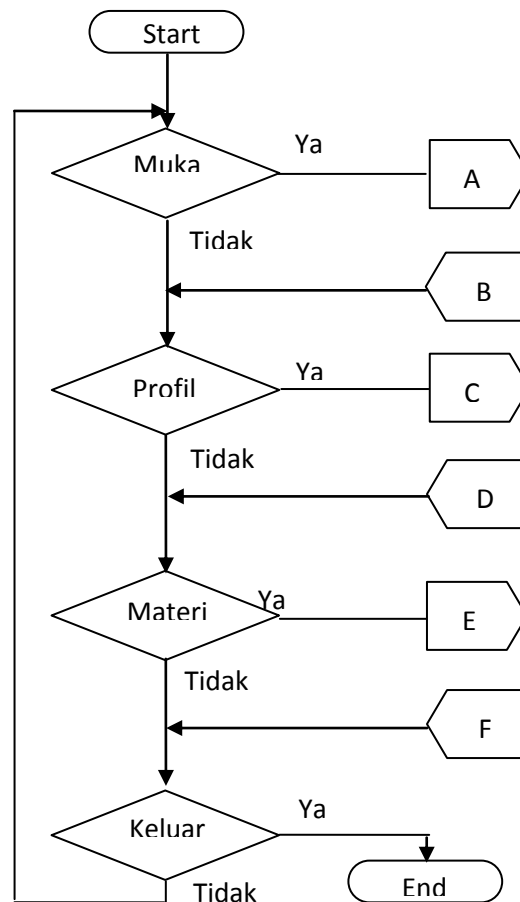 Start
Muka
Ya
A
Tidak
B
Profil
Ya
C
Tidak
D
Materi
Ya
E
Tidak
F
Keluar
Ya
Tidak
End